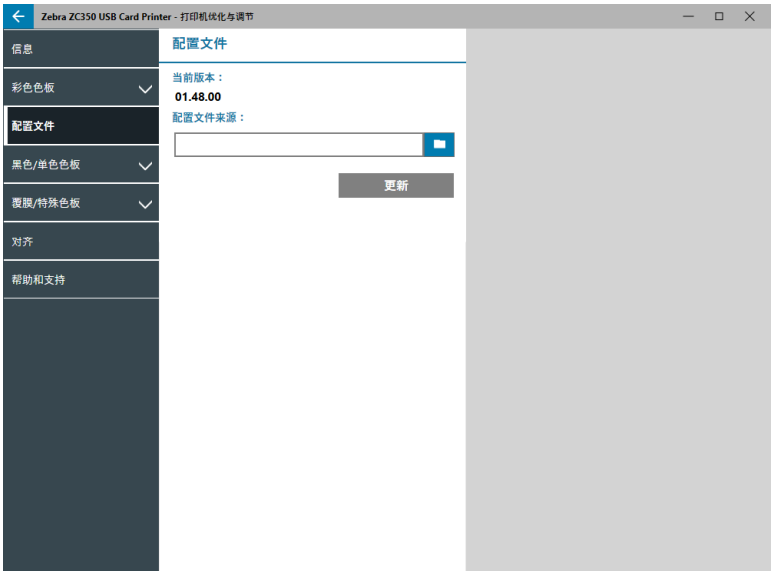 Zebra ZC350 USB Card Printer - 打印机优化与调节
信息
彩色色板
配置文件
黑色/单色色板
覆膜/特殊色板
对齐
帮助和支持
配置文件
当前版本：
01.48.00
配置文件来源：
更新